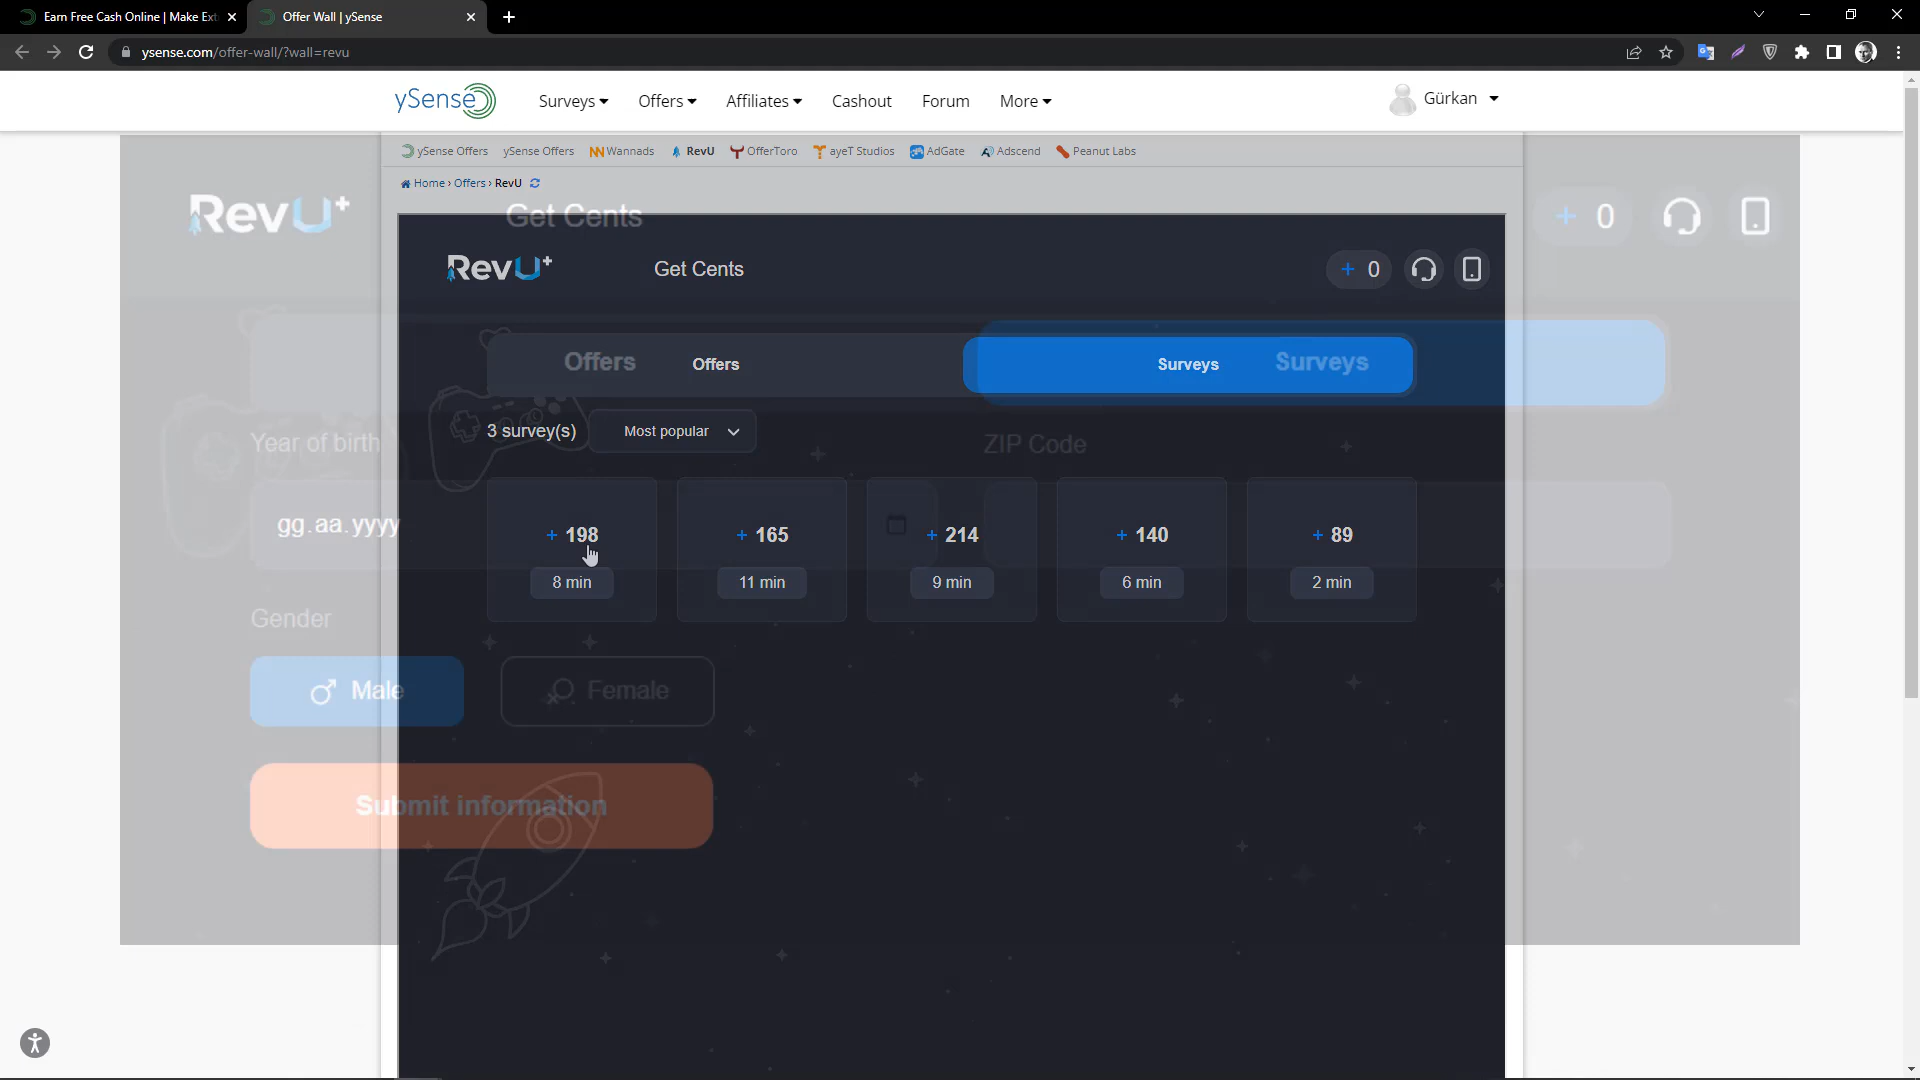 Earn Free Cash Online | Make Ext
Offer Wall | ySense
ysense.com/offer-wall/?wall=revu
ySense
Surveys
Offers
Affiliates
Cashout
Forum
More
Gürkan
ySense Offers
ySense Offers
Wannads
RevU
OfferToro
ayeT Studios
AdGate
Adscend
Peanut Labs
Home › Offers › RevU
RevU+
Get Cents
+ 0
RevU+
Get Cents
+ 0
Offers
Surveys
Offers
Surveys
3 survey(s)
Most popular
Year of birth
ZIP Code
gg.aa.yyyy
+ 198
+ 165
+ 214
+ 140
+ 89
8 min
11 min
9 min
6 min
2 min
Gender
Male
Female
Submit information